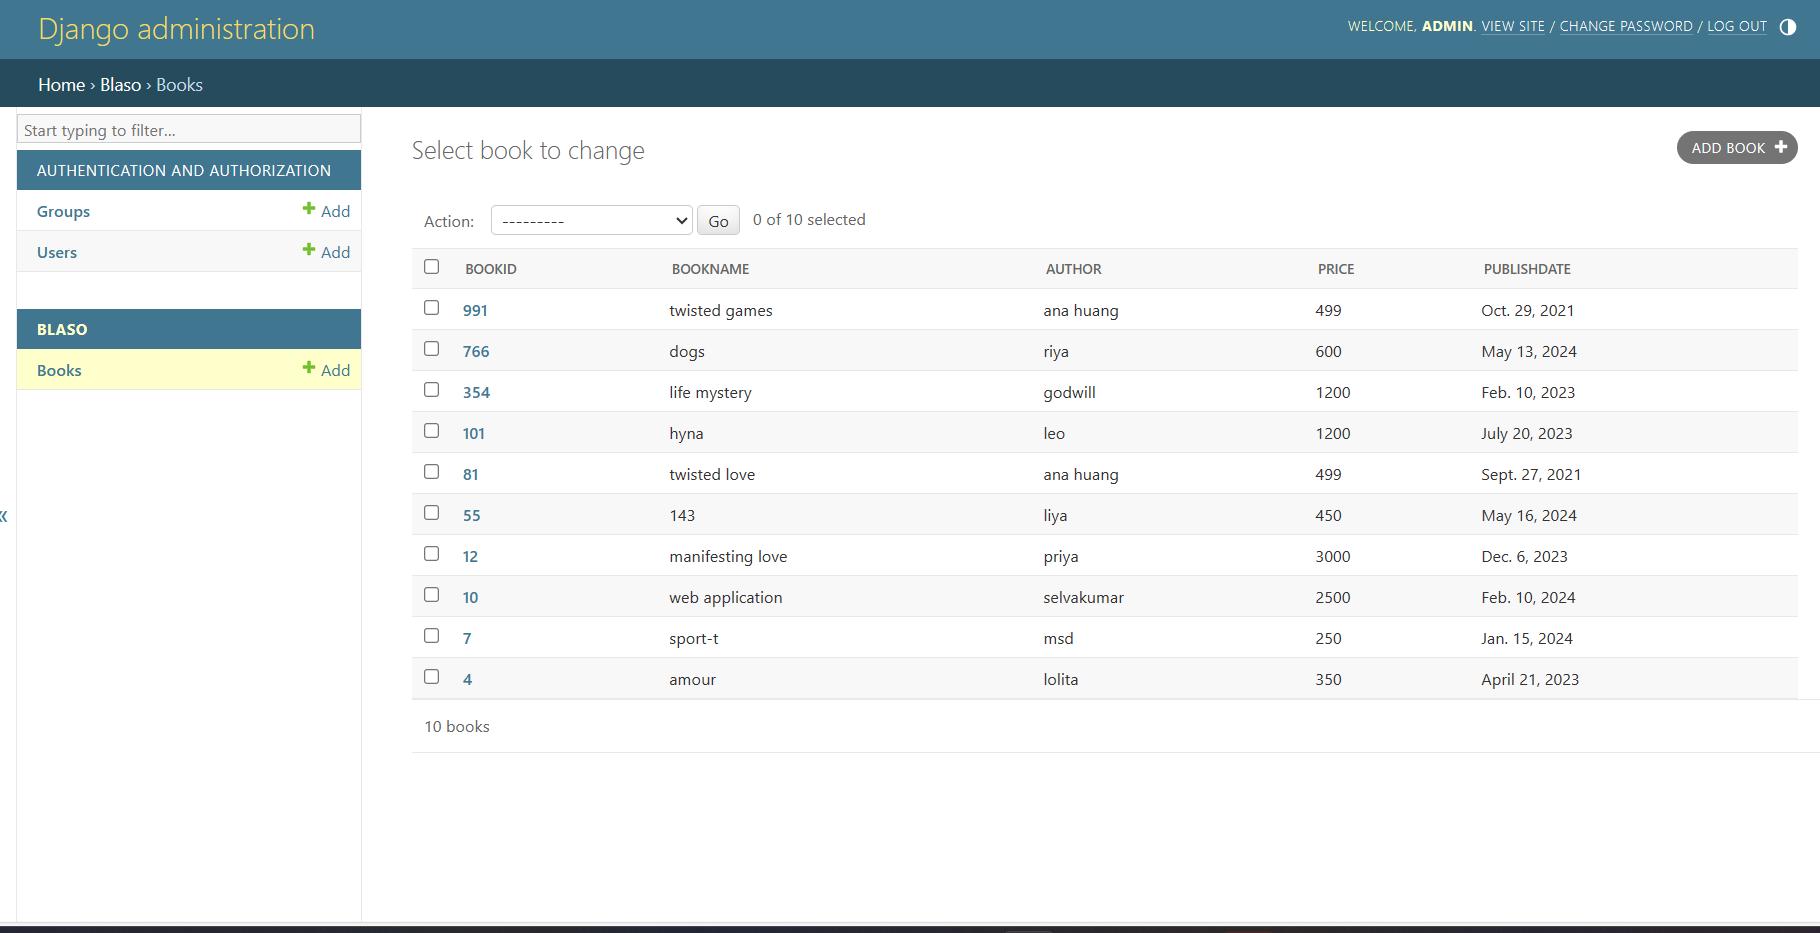 Django administration
WELCOME, ADMIN. VIEW SITE / CHANGE PASSWORD / LOG OUT
Home › Blaso › Books
Start typing to filter...
AUTHENTICATION AND AUTHORIZATION
Groups + Add
Users + Add
BLASO
Books + Add
«
Select book to change
ADD BOOK +
Action: --------- Go 0 of 10 selected
BOOKID BOOKNAME AUTHOR PRICE PUBLISHDATE
991 twisted games ana huang 499 Oct. 29, 2021
766 dogs riya 600 May 13, 2024
354 life mystery godwill 1200 Feb. 10, 2023
101 hyna leo 1200 July 20, 2023
81 twisted love ana huang 499 Sept. 27, 2021
55 143 liya 450 May 16, 2024
12 manifesting love priya 3000 Dec. 6, 2023
10 web application selvakumar 2500 Feb. 10, 2024
7 sport-t msd 250 Jan. 15, 2024
4 amour lolita 350 April 21, 2023
10 books